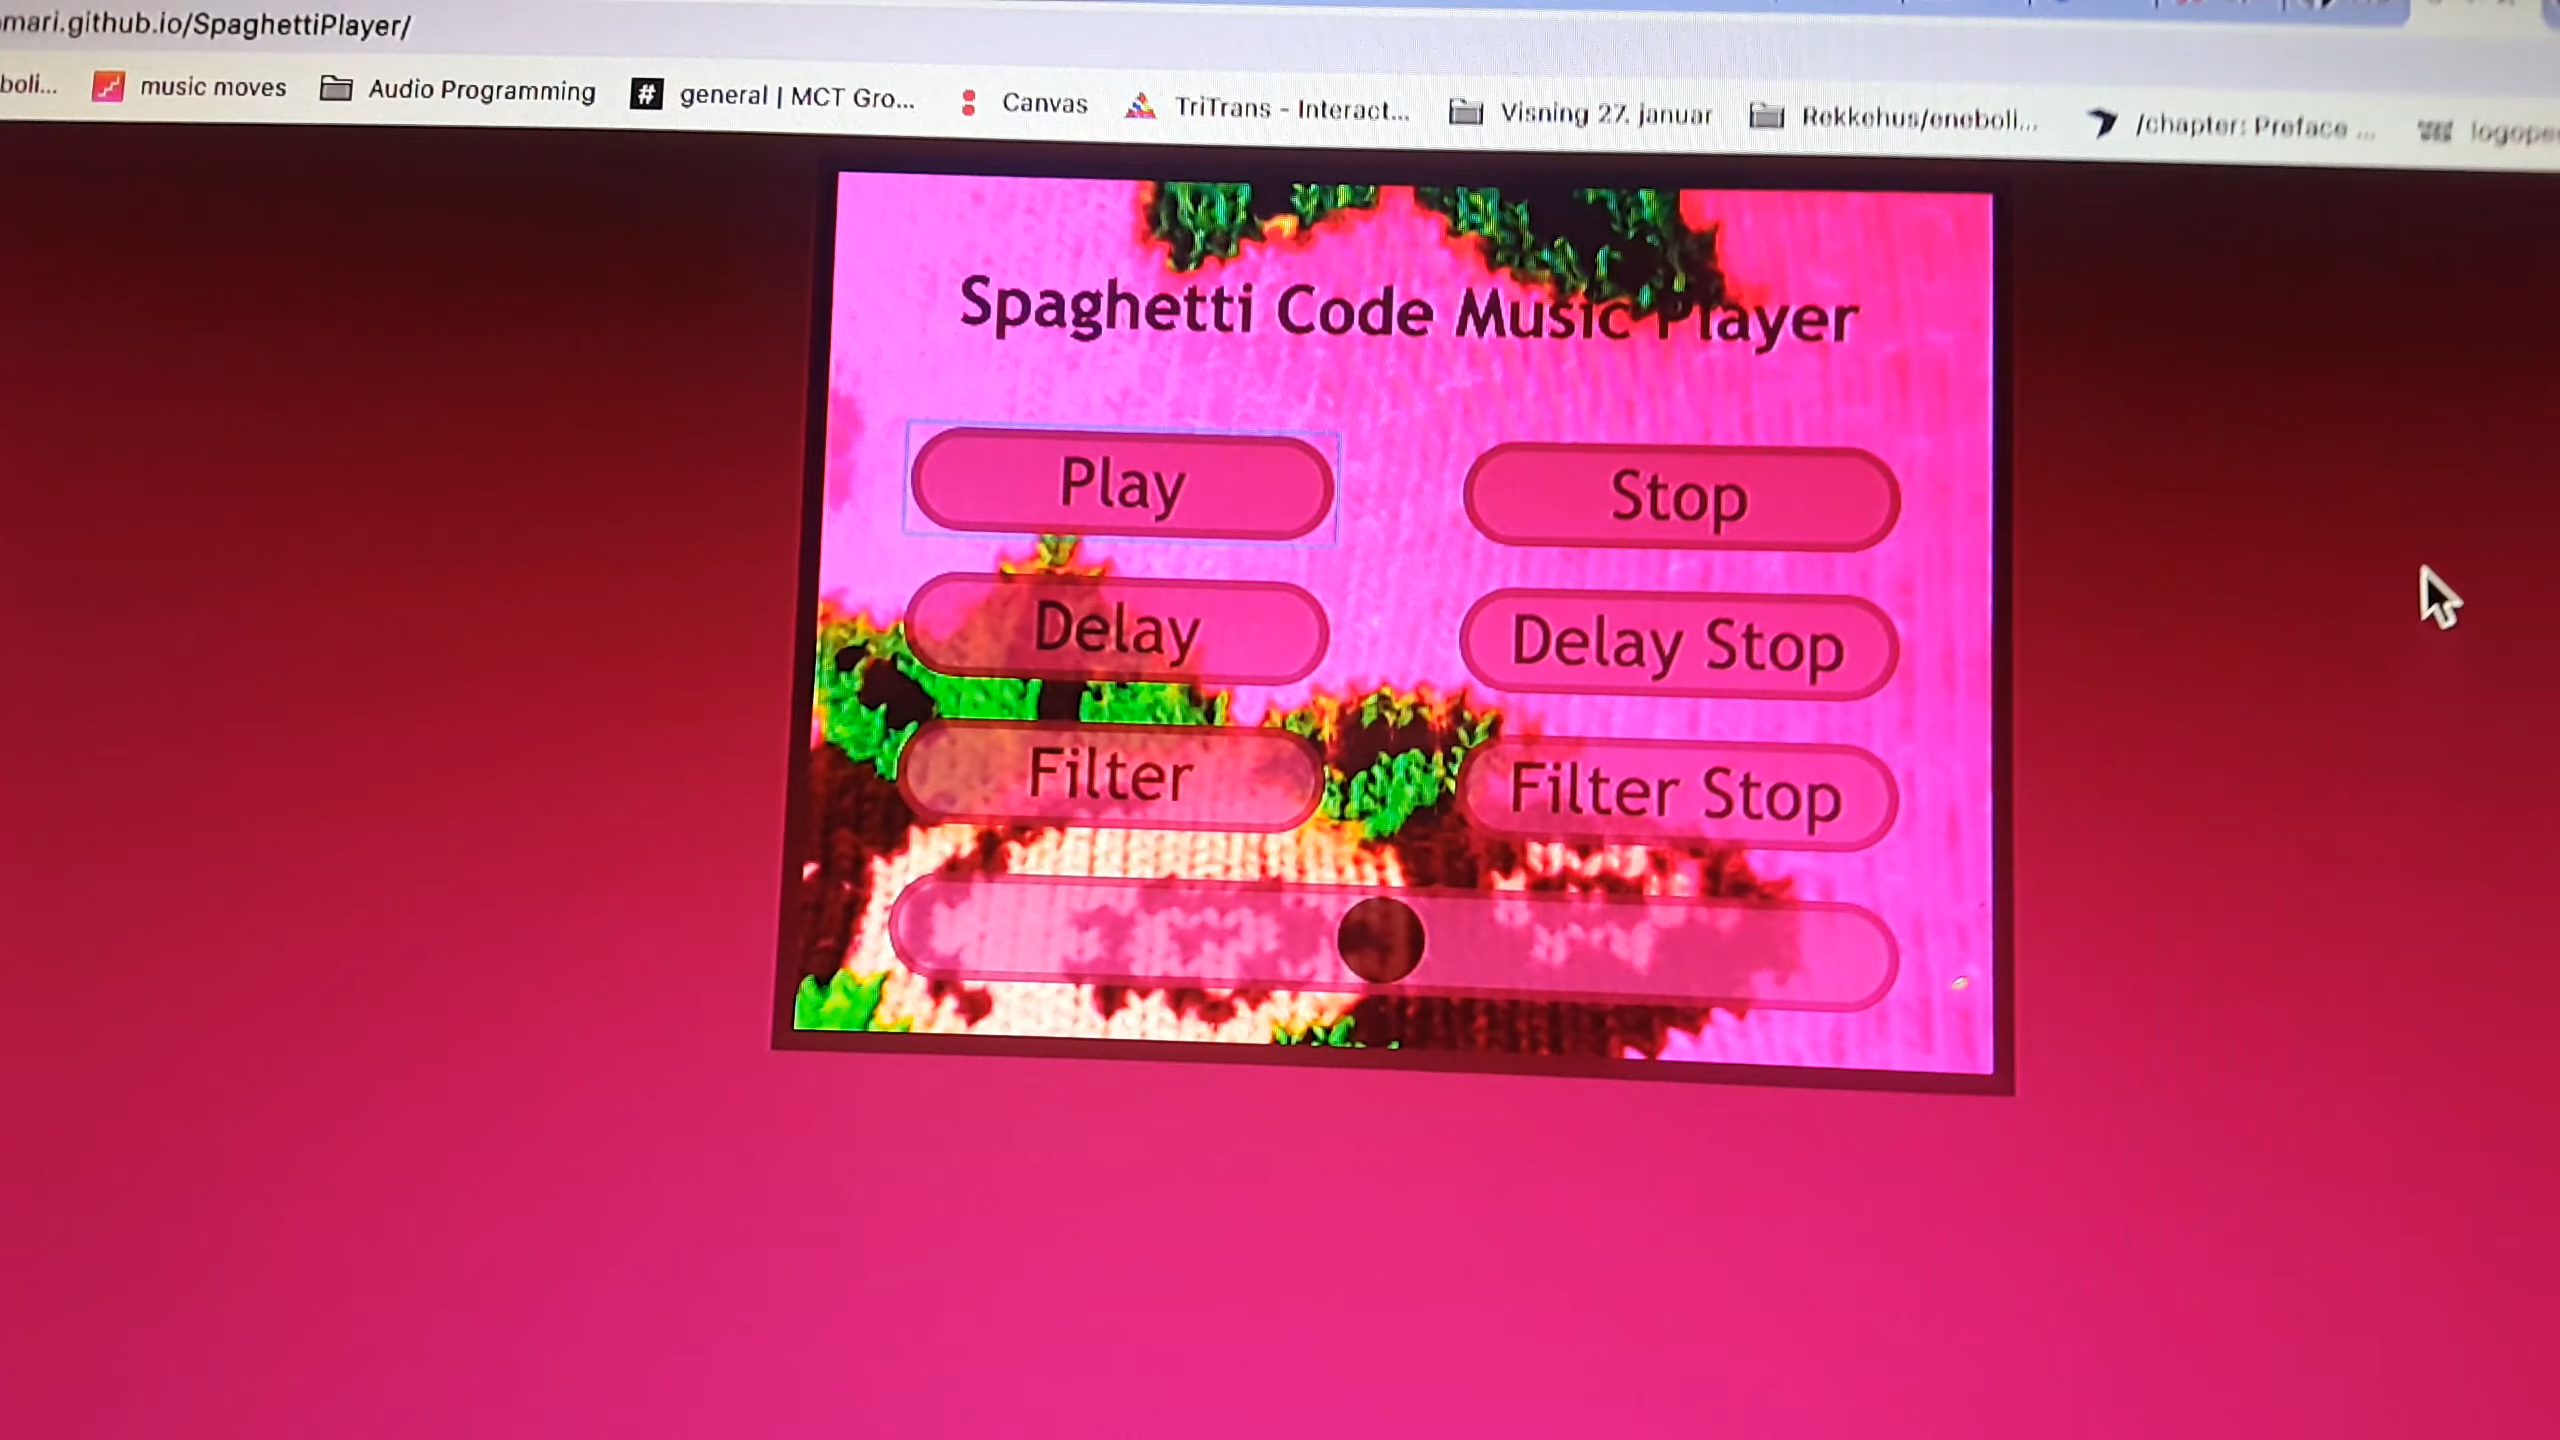 mari.github.io/SpaghettiPlayer/
boli... music moves Audio Programming # general | MCT Gro... Canvas TriTrans - Interact... Visning 27. januar Rekkehus/eneboli... /chapter: Preface ... logope
Spaghetti Code Music Player
Play Stop
Delay Delay Stop
Filter Filter Stop